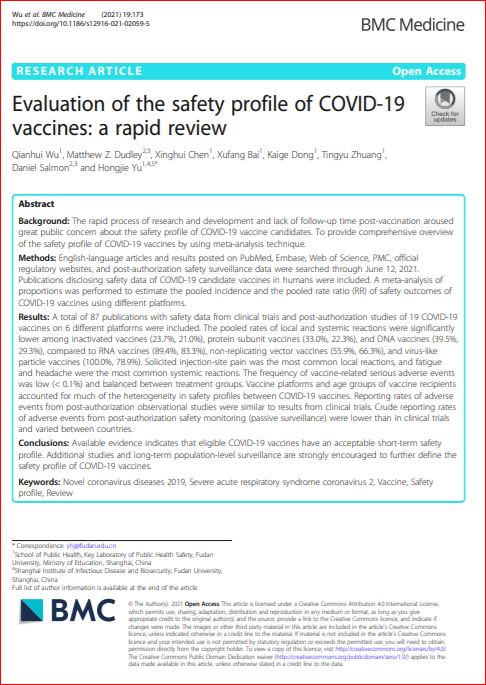 Wu et al. BMC Medicine (2021) 19:173
https://doi.org/10.1186/s12916-021-02059-5
BMC Medicine
RESEARCH ARTICLE Open Access
Evaluation of the safety profile of COVID-19
vaccines: a rapid review
Check for
updates
Qianhui Wu1, Matthew Z. Dudley2,3, Xinghui Chen1, Xufang Bai1, Kaige Dong1, Tingyu Zhuang1,
Daniel Salmon2,3 and Hongjie Yu1,4,5*
Abstract
Background: The rapid process of research and development and lack of follow-up time post-vaccination aroused
great public concern about the safety profile of COVID-19 vaccine candidates. To provide comprehensive overview
of the safety profile of COVID-19 vaccines by using meta-analysis technique.
Methods: English-language articles and results posted on PubMed, Embase, Web of Science, PMC, official
regulatory websites, and post-authorization safety surveillance data were searched through June 12, 2021.
Publications disclosing safety data of COVID-19 candidate vaccines in humans were included. A meta-analysis of
proportions was performed to estimate the pooled incidence and the pooled rate ratio (RR) of safety outcomes of
COVID-19 vaccines using different platforms.
Results: A total of 87 publications with safety data from clinical trials and post-authorization studies of 19 COVID-19
vaccines on 6 different platforms were included. The pooled rates of local and systemic reactions were significantly
lower among inactivated vaccines (23.7%, 21.0%), protein subunit vaccines (33.0%, 22.3%), and DNA vaccines (39.5%,
29.3%), compared to RNA vaccines (89.4%, 83.3%), non-replicating vector vaccines (55.9%, 66.3%), and virus-like
particle vaccines (100.0%, 78.9%). Solicited injection-site pain was the most common local reactions, and fatigue
and headache were the most common systemic reactions. The frequency of vaccine-related serious adverse events
was low (< 0.1%) and balanced between treatment groups. Vaccine platforms and age groups of vaccine recipients
accounted for much of the heterogeneity in safety profiles between COVID-19 vaccines. Reporting rates of adverse
events from post-authorization observational studies were similar to results from clinical trials. Crude reporting rates
of adverse events from post-authorization safety monitoring (passive surveillance) were lower than in clinical trials
and varied between countries.
Conclusions: Available evidence indicates that eligible COVID-19 vaccines have an acceptable short-term safety
profile. Additional studies and long-term population-level surveillance are strongly encouraged to further define the
safety profile of COVID-19 vaccines.
Keywords: Novel coronavirus diseases 2019, Severe acute respiratory syndrome coronavirus 2, Vaccine, Safety
profile, Review
* Correspondence: yhj@fudan.edu.cn
1School of Public Health, Key Laboratory of Public Health Safety, Fudan
University, Ministry of Education, Shanghai, China
4Shanghai Institute of Infectious Disease and Biosecurity, Fudan University,
Shanghai, China
Full list of author information is available at the end of the article
BMC
© The Author(s). 2021 Open Access This article is licensed under a Creative Commons Attribution 4.0 International License,
which permits use, sharing, adaptation, distribution and reproduction in any medium or format, as long as you give
appropriate credit to the original author(s) and the source, provide a link to the Creative Commons licence, and indicate if
changes were made. The images or other third party material in this article are included in the article's Creative Commons
licence, unless indicated otherwise in a credit line to the material. If material is not included in the article's Creative Commons
licence and your intended use is not permitted by statutory regulation or exceeds the permitted use, you will need to obtain
permission directly from the copyright holder. To view a copy of this licence, visit http://creativecommons.org/licenses/by/4.0/.
The Creative Commons Public Domain Dedication waiver (http://creativecommons.org/publicdomain/zero/1.0/) applies to the
data made available in this article, unless otherwise stated in a credit line to the data.